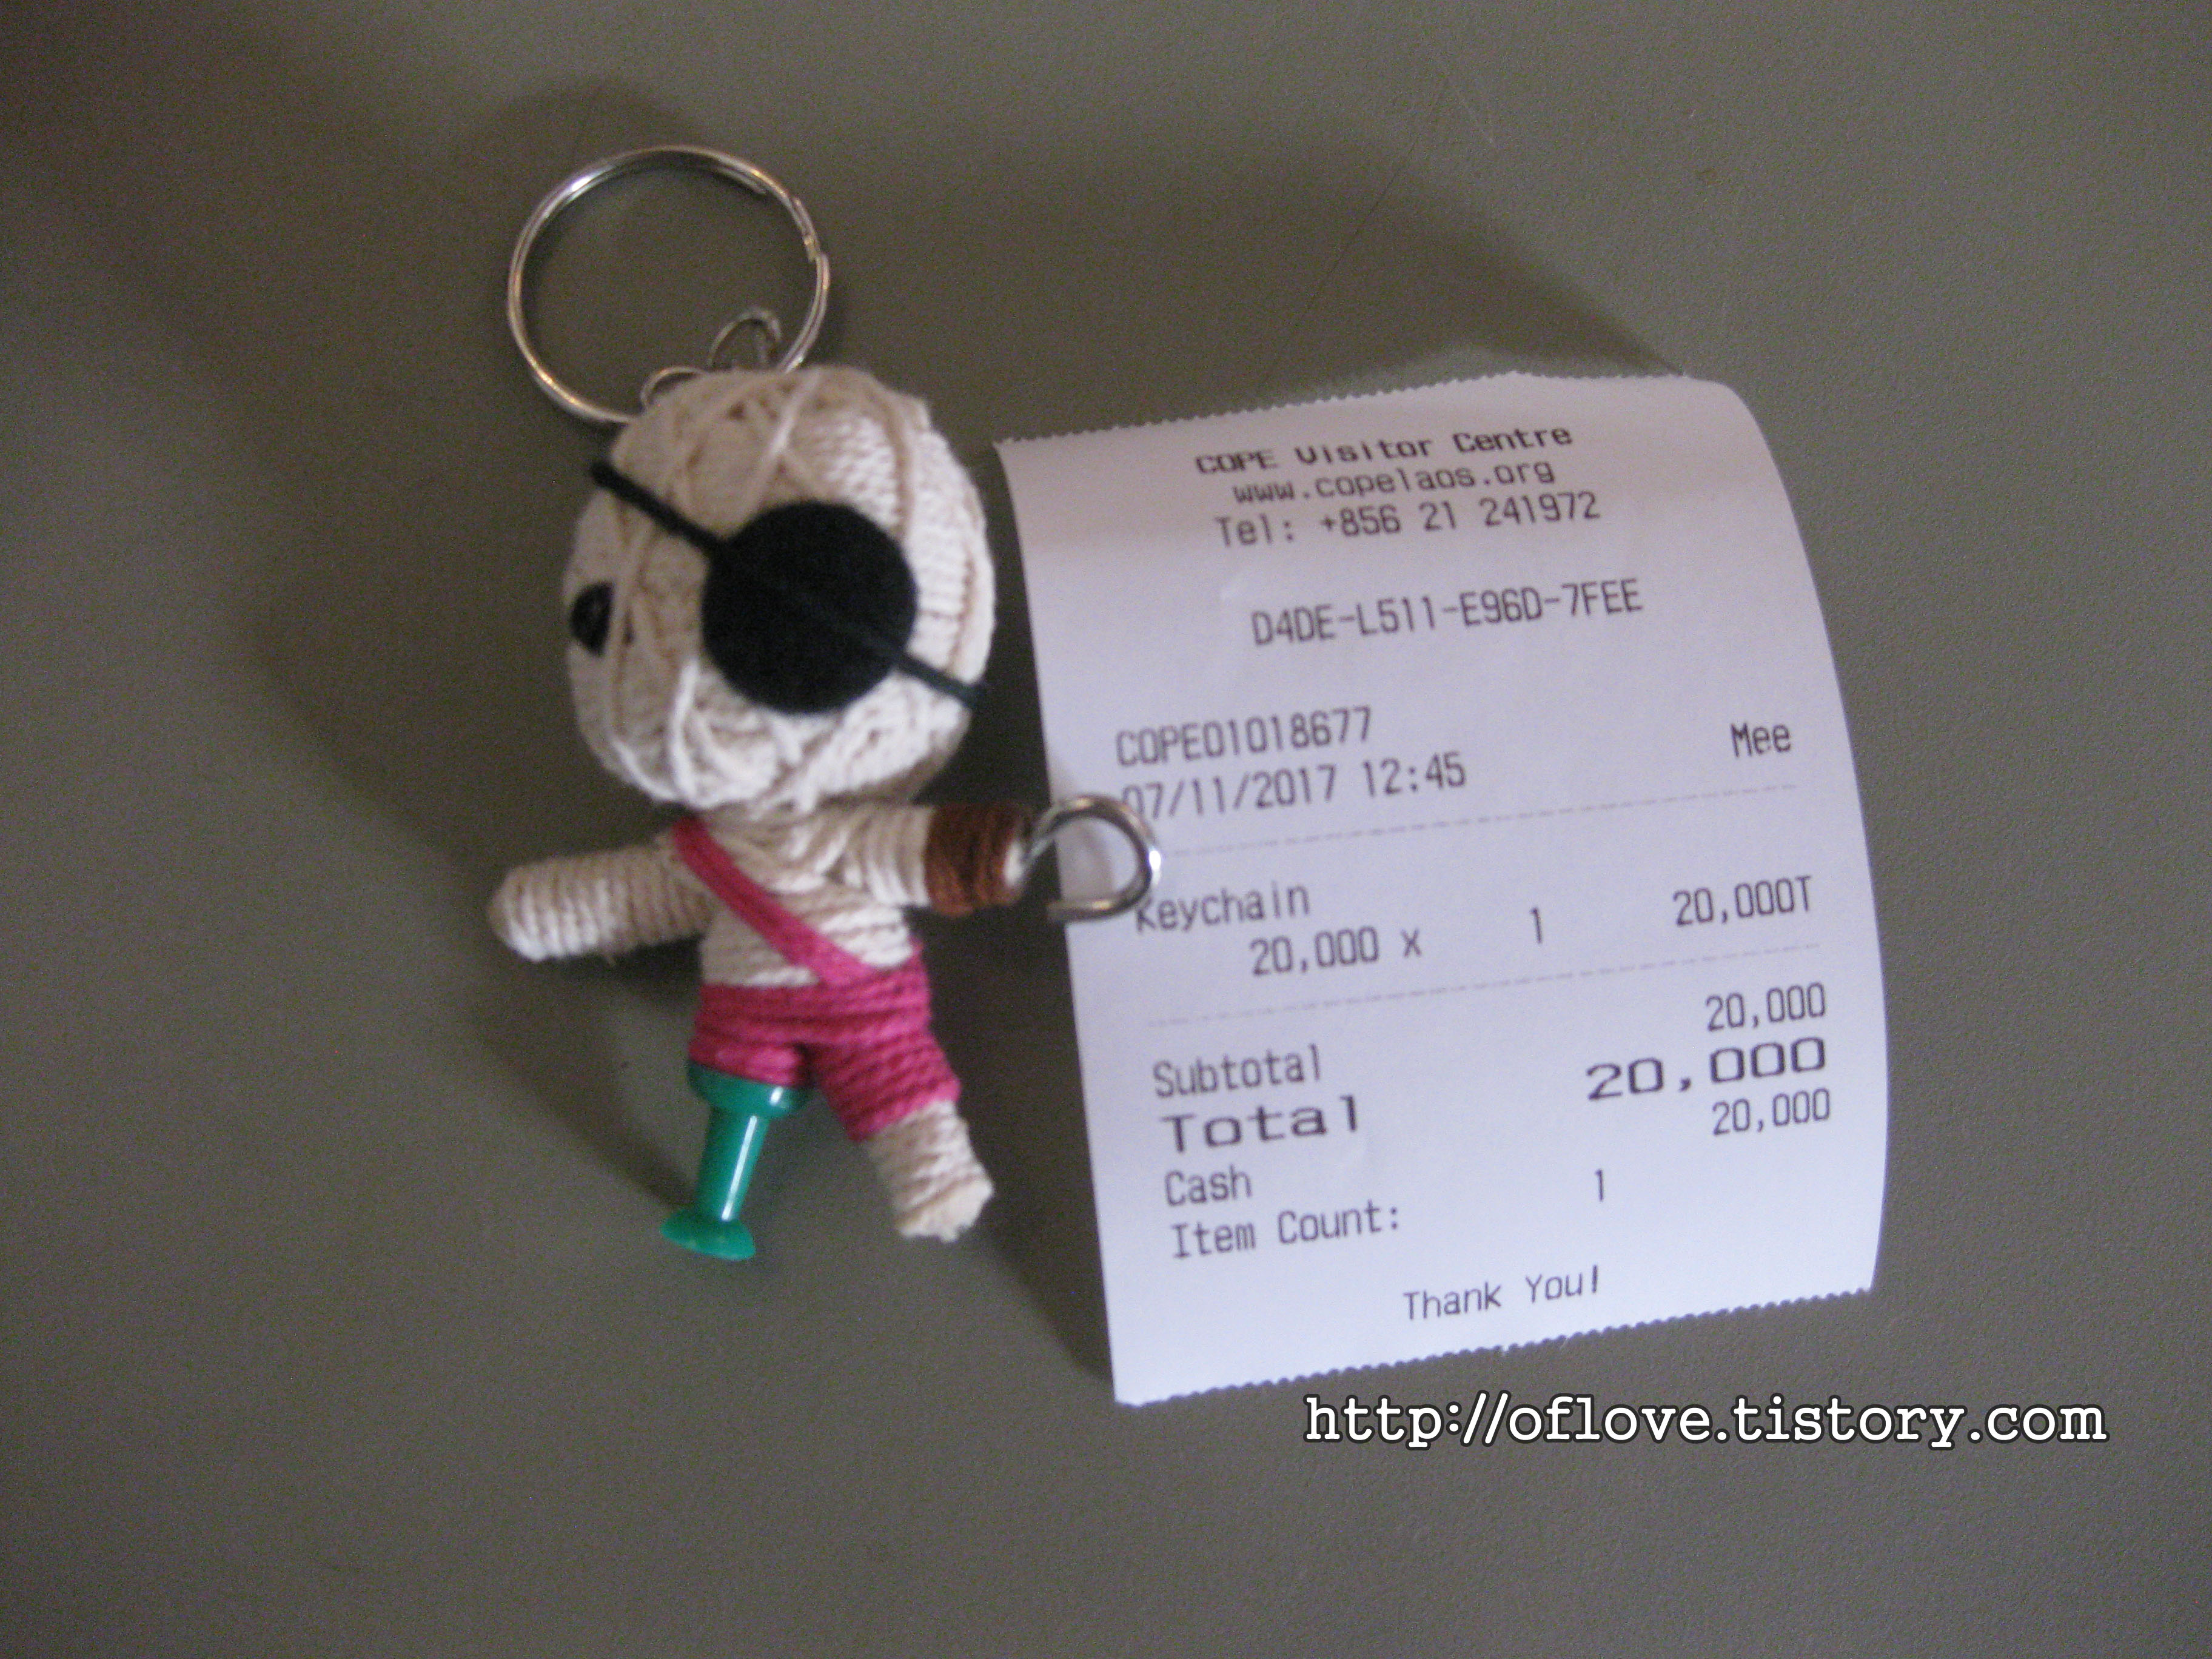 COPE Visitor Centre
www.copelaos.org
Tel: +856 21 241972
D4DE-L511-E96D-7FEE
COPE01018677 Mee
07/11/2017 12:45
Keychain
20,000 x 1 20,000T
Subtotal 20,000
Total 20,000
Cash 20,000
Item Count: 1
Thank You!
http://oflove.tistory.com